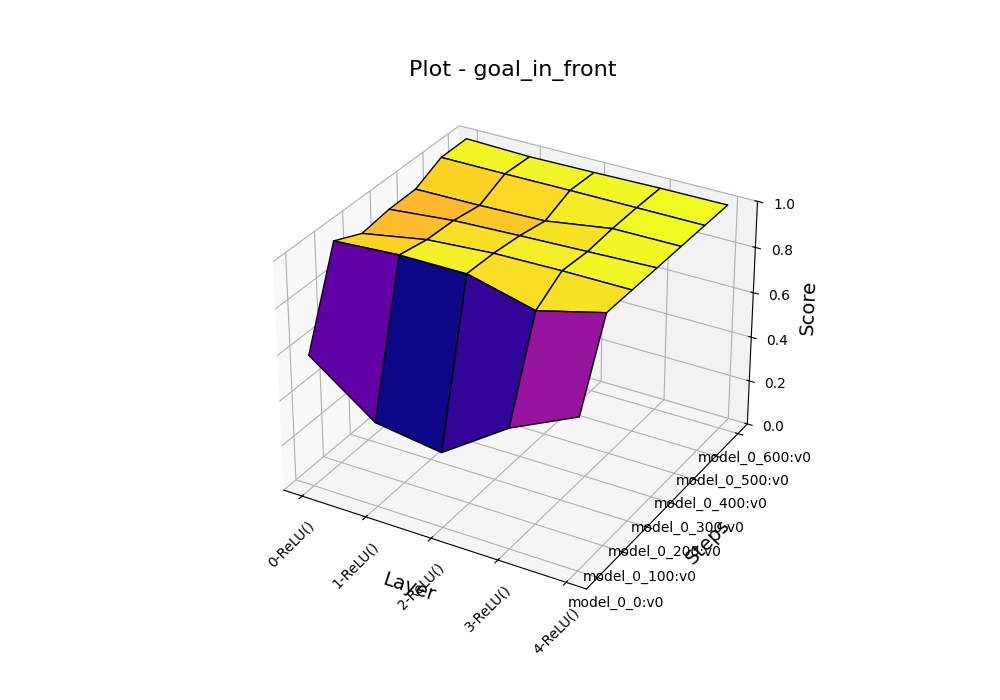 Plot - goal_in_front
1.0
0.8
0.6
0.4
0.2
0.0
Score
model_0_600:v0
model_0_500:v0
model_0_400:v0
model_0_300:v0
model_0_200:v0
model_0_100:v0
model_0_0:v0
Steps
0-ReLU()
1-ReLU()
2-ReLU()
3-ReLU()
4-ReLU()
Layer